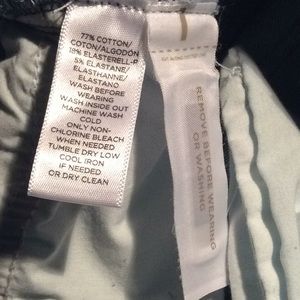 77% COTTON/
COTTON/ALGODÓN
18% ELASTERELL-P
5% ELASTANE/
ELASTHANNE/
ELASTANO
WASH BEFORE
WEARING
WASH INSIDE OUT
MACHINE WASH
COLD
ONLY NON-
CHLORINE BLEACH
WHEN NEEDED
TUMBLE DRY LOW
COOL IRON
IF NEEDED
OR DRY CLEAN
REMOVE BEFORE WEARING
OR WASHING